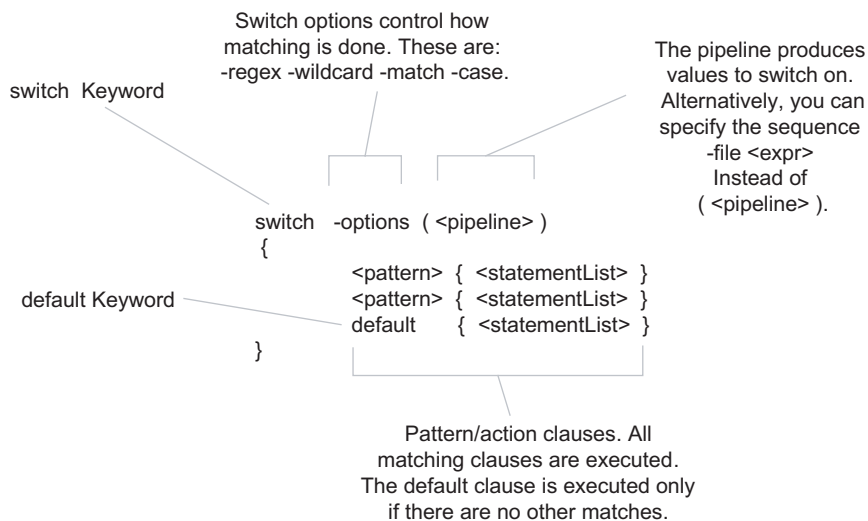 Switch options control how
matching is done. These are:
-regex -wildcard -match -case.
The pipeline produces
values to switch on.
Alternatively, you can
specify the sequence
-file <expr>
Instead of
( <pipeline> ).
switch Keyword
switch -options ( <pipeline> )
{
<pattern> { <statementList> }
<pattern> { <statementList> }
default { <statementList> }
}
default Keyword
Pattern/action clauses. All
matching clauses are executed.
The default clause is executed only
if there are no other matches.